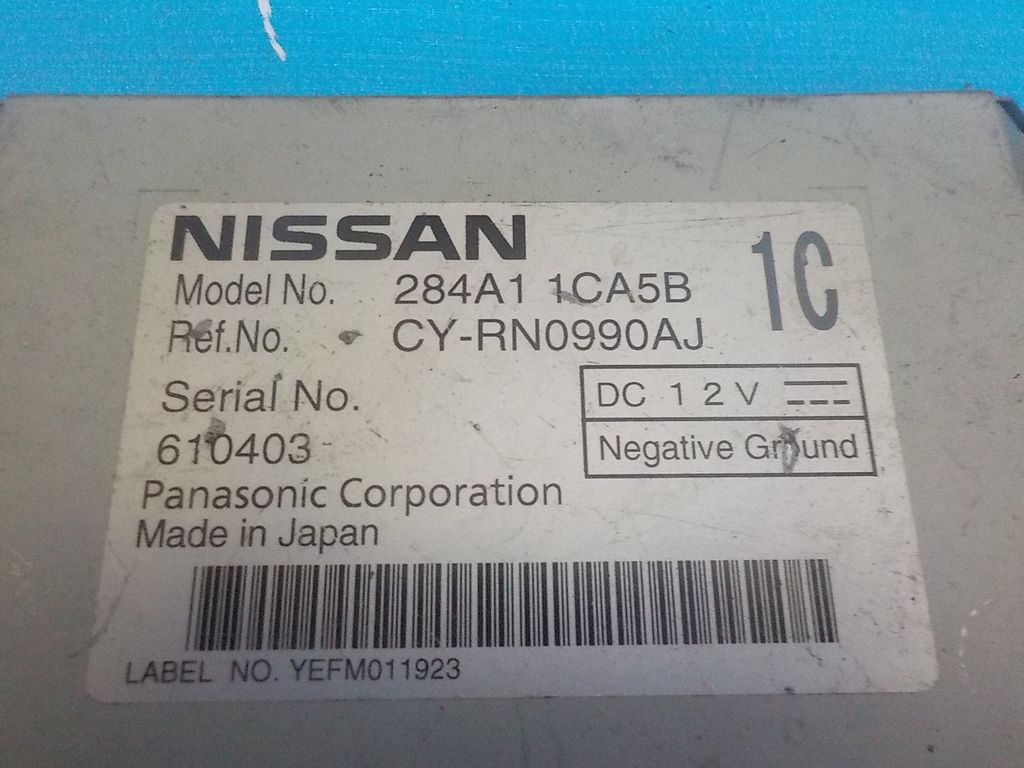 NISSAN
Model No. 284A1 1CA5B
1C
Ref.No. CY-RN0990AJ
Serial No.
DC 12V
610403
Negative Ground
Panasonic Corporation
Made in Japan
LABEL NO. YEFM011923